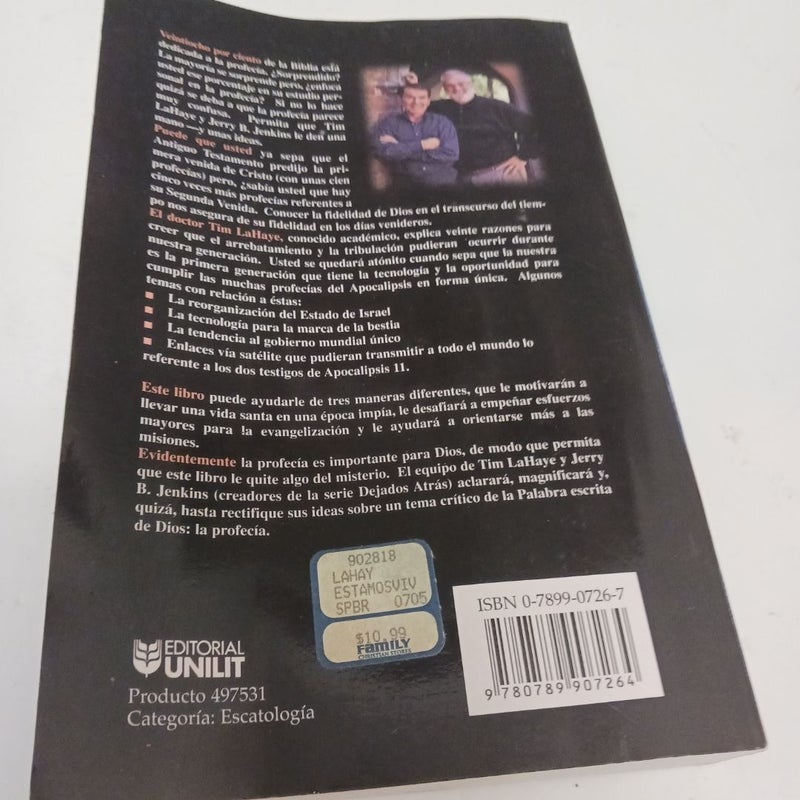 Veintiocho por ciento de la Biblia está
dedicada a la profecía. ¿Sorprendido?
La mayoría se sorprende pero, ¿enfoca
usted ese porcentaje en su estudio per-
sonal en la profecía? Si no lo hace
quizá se deba a que la profecía parece
muy confusa. Permita que Tim
LaHaye y Jerry B. Jenkins le den una
mano—y unas ideas.
Puede que usted ya sepa que el
Antiguo Testamento predijo la pri-
mera venida de Cristo (con unas cien
profecías) pero, ¿sabía usted que hay
cinco veces más profecías referentes a
su Segunda Venida. Conocer la fidelidad de Dios en el transcurso del tiem-
po nos asegura de su fidelidad en los días venideros.
El doctor Tim LaHaye, conocido académico, explica veinte razones para
creer que el arrebatamiento y la tribulación pudieran ocurrir durante
nuestra generación. Usted se quedará atónito cuando sepa que la nuestra
es la primera generación que tiene la tecnología y la oportunidad para
cumplir las muchas profecías del Apocalipsis en forma única. Algunos
temas con relación a éstas:
■ La reorganización del Estado de Israel
■ La tecnología para la marca de la bestia
■ La tendencia al gobierno mundial único
■ Enlaces vía satélite que pudieran transmitir a todo el mundo lo
referente a los dos testigos de Apocalipsis 11.
Este libro puede ayudarle de tres maneras diferentes, que le motivarán a
llevar una vida santa en una época impía, le desafiará a empeñar esfuerzos
mayores para la evangelización y le ayudará a orientarse más a las
misiones.
Evidentemente la profecía es importante para Dios, de modo que permita
que este libro le quite algo del misterio. El equipo de Tim LaHaye y Jerry
B. Jenkins (creadores de la serie Dejados Atrás) aclarará, magnificará y,
quizá, hasta rectifique sus ideas sobre un tema crítico de la Palabra escrita
de Dios: la profecía.
902818
LAHAY
ESTAMOSVIV
SPBR 0705
$10.99
FAMILY
CHRISTIAN STORES
ISBN 0-7899-0726-7
9 780789 907264
EDITORIAL
UNILIT
Producto 497531
Categoría: Escatología